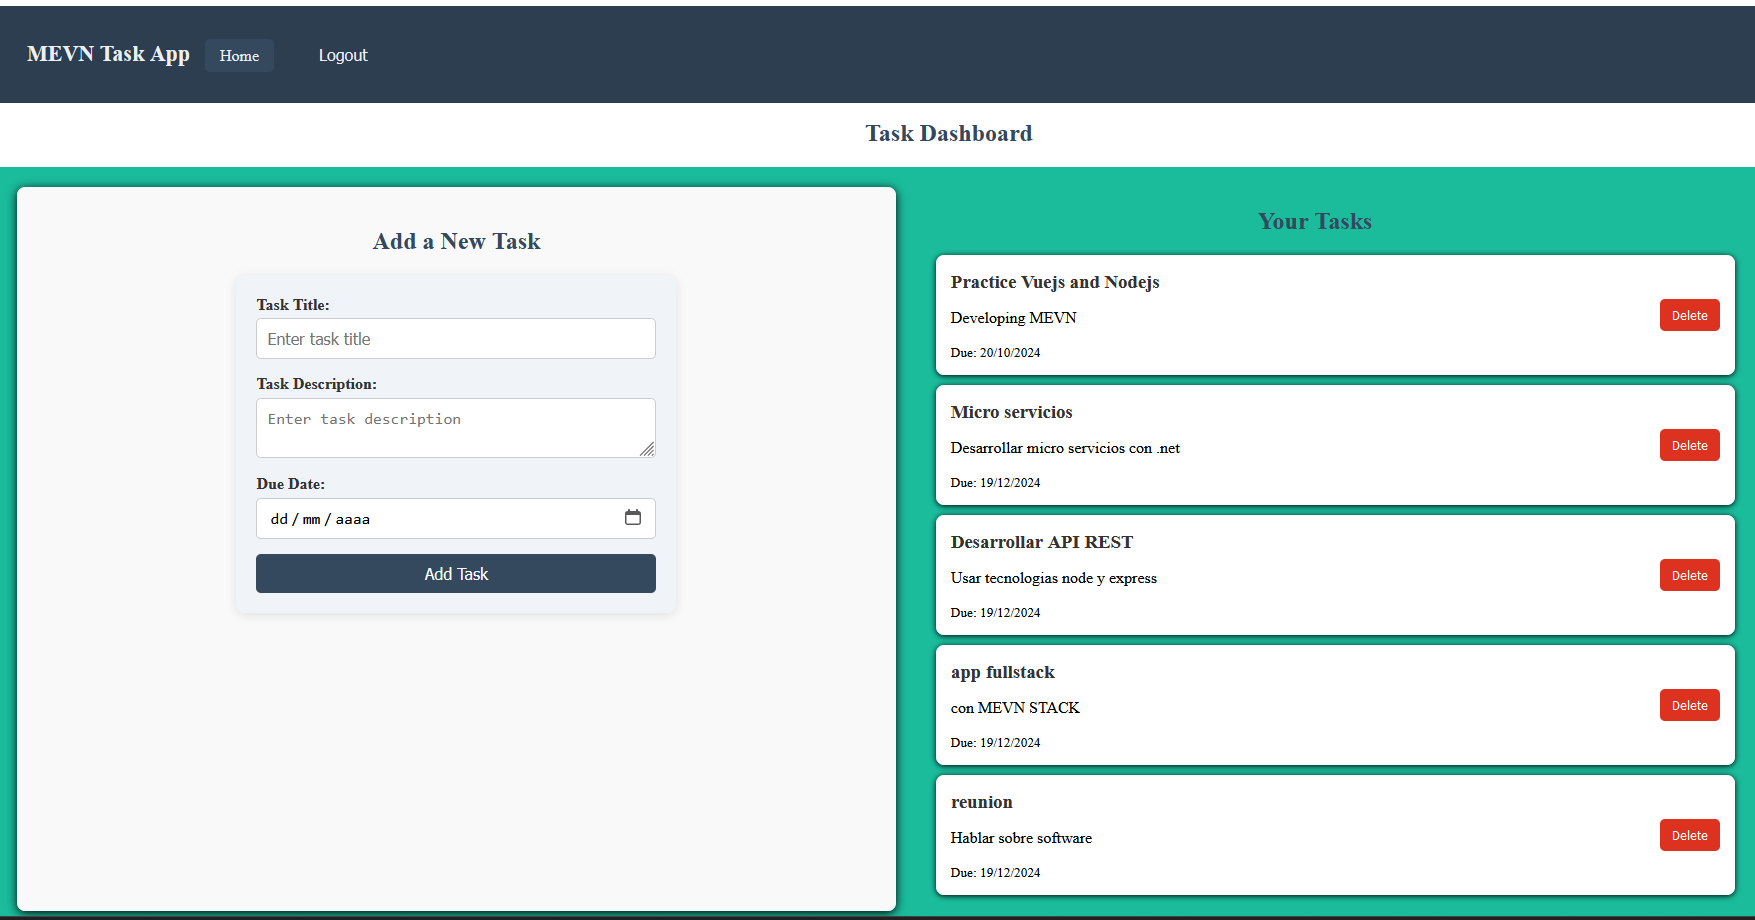 MEVN Task App Home Logout
Task Dashboard
Add a New Task
Task Title:
Enter task title
Task Description:
Enter task description
Due Date:
dd/mm/aaaa
Add Task
Your Tasks
Practice Vuejs and Nodejs
Developing MEVN
Due: 20/10/2024
Delete
Micro servicios
Desarrollar micro servicios con .net
Due: 19/12/2024
Delete
Desarrollar API REST
Usar tecnologias node y express
Due: 19/12/2024
Delete
app fullstack
con MEVN STACK
Due: 19/12/2024
Delete
reunion
Hablar sobre software
Due: 19/12/2024
Delete